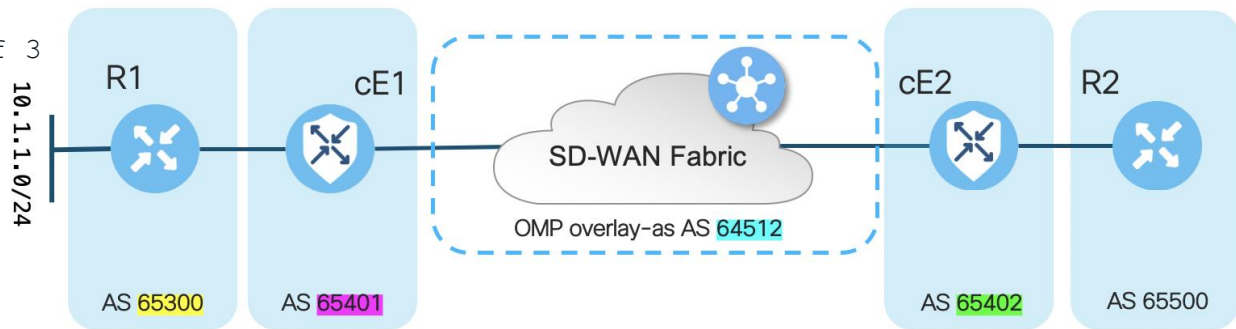 F 3
10.1.1.0/24
R1
cE1
SD-WAN Fabric
cE2
R2
OMP overlay-as AS 64512
AS 65300
AS 65401
AS 65402
AS 65500